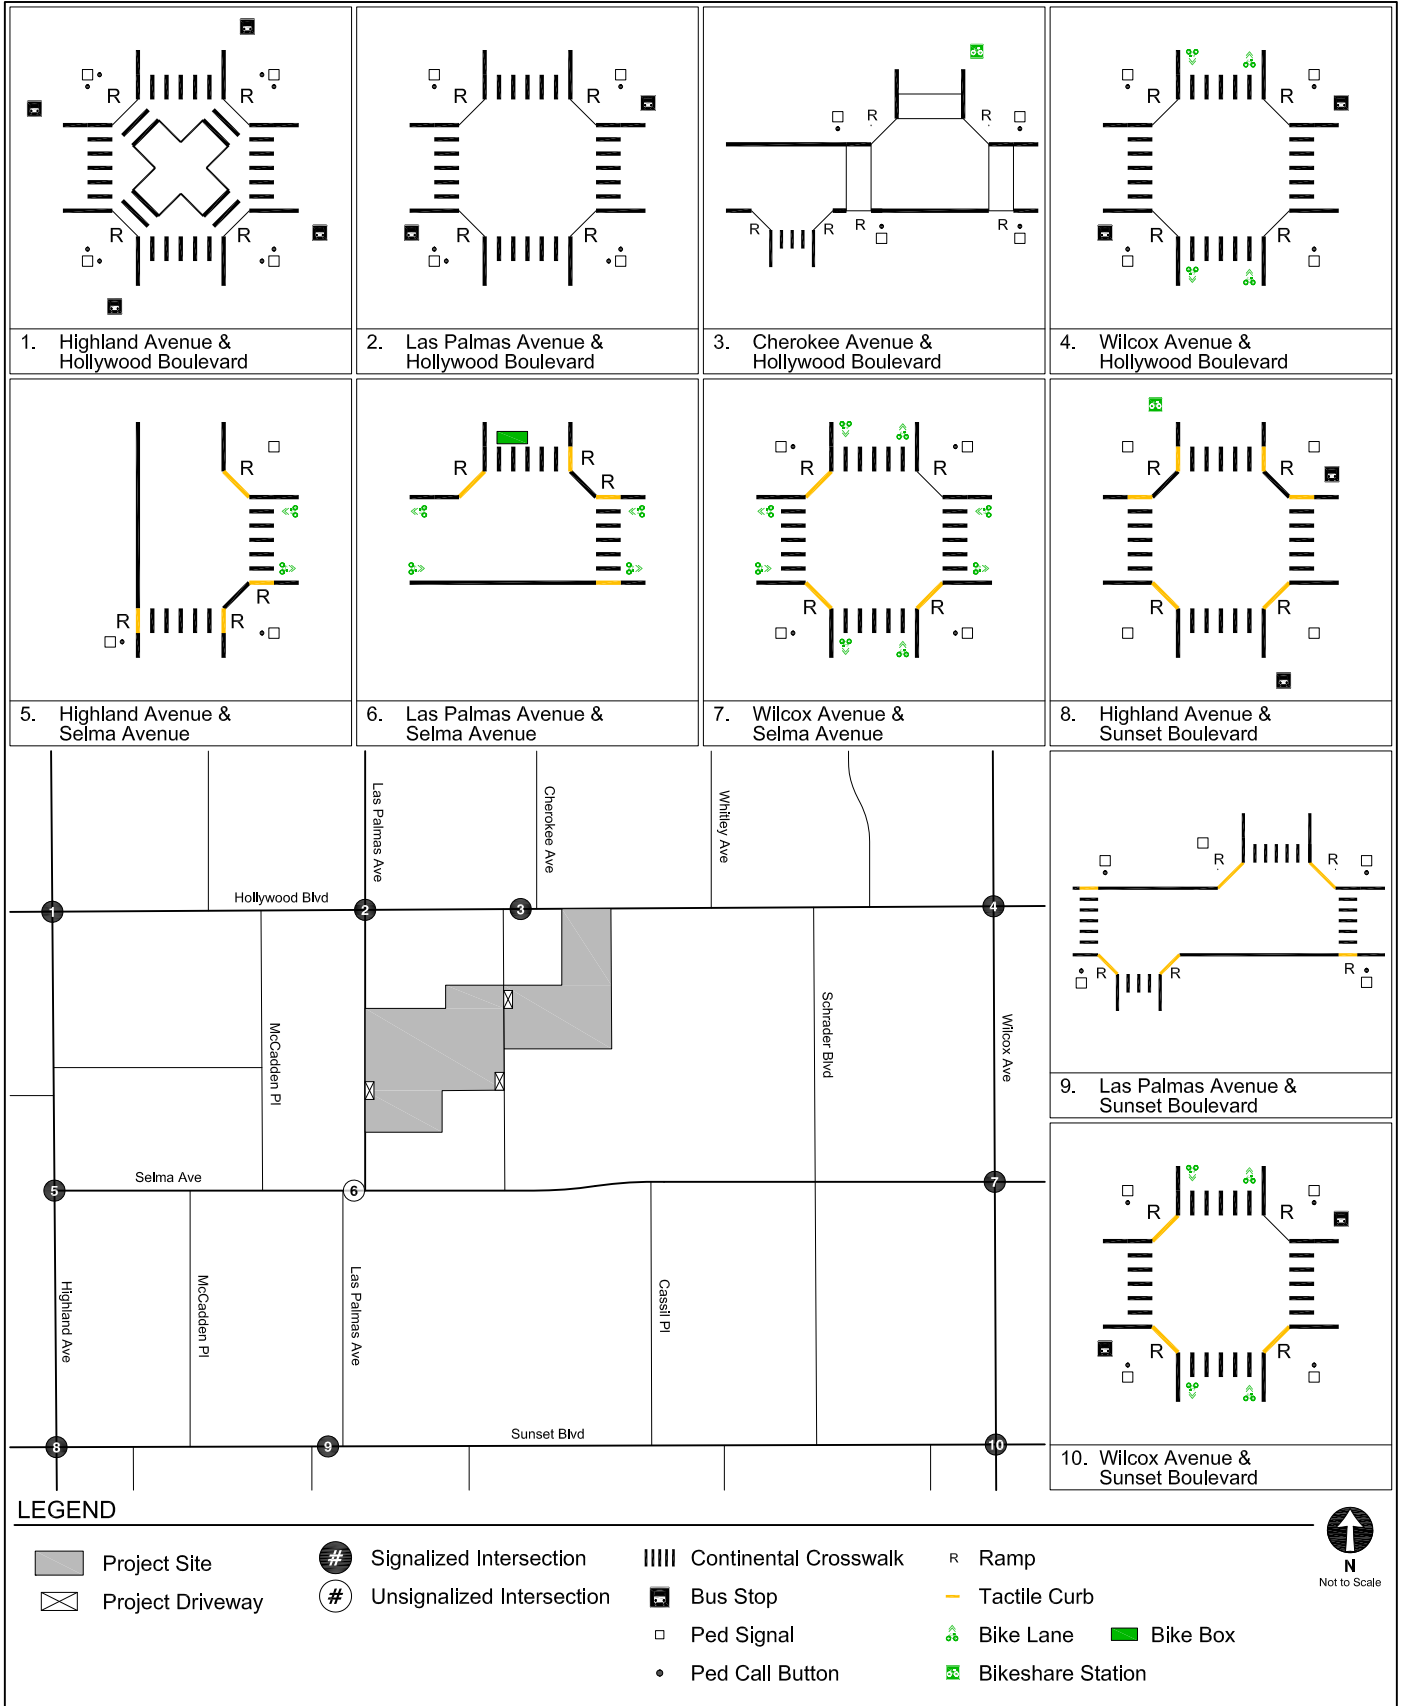 R R
R R
1. Highland Avenue &
Hollywood Boulevard
R R
R R
2. Las Palmas Avenue &
Hollywood Boulevard
R R
R R R R
3. Cherokee Avenue &
Hollywood Boulevard
R R
R R
4. Wilcox Avenue &
Hollywood Boulevard
R
R
R R
5. Highland Avenue &
Selma Avenue
R R
R
6. Las Palmas Avenue &
Selma Avenue
R R
R R
7. Wilcox Avenue &
Selma Avenue
R R
R
R R
8. Highland Avenue &
Sunset Boulevard
Las Palmas Ave
Cherokee Ave
Whitley Ave
Hollywood Blvd
1
2
3
4
McCadden Pl
Schrader Blvd
Wilcox Ave
Selma Ave
5
6
7
Highland Ave
McCadden Pl
Las Palmas Ave
Cassil Pl
Sunset Blvd
8
9
10
R R
R R R
9. Las Palmas Avenue &
Sunset Boulevard
R R
R R
10. Wilcox Avenue &
Sunset Boulevard
LEGEND
Project Site
Project Driveway
# Signalized Intersection
# Unsignalized Intersection
Continental Crosswalk
Bus Stop
Ped Signal
Ped Call Button
R Ramp
Tactile Curb
Bike Lane
Bike Box
Bikeshare Station
N
Not to Scale